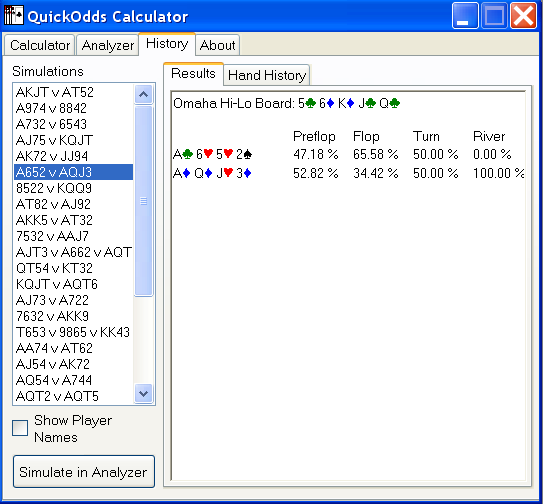 QuickOdds Calculator
Calculator Analyzer History About
Simulations
AKJT v AT52
A974 v 8842
A732 v 6543
AJ75 v KQJT
AK72 v JJ94
A652 v AQJ3
8522 v KQQ9
AT82 v AJ92
AKK5 v AT32
7532 v AAJ7
AJT3 v A662 v AQT
QT54 v KT32
KQJT v AQT6
AJ73 v A722
7632 v AKK9
T653 v 9865 v KK43
AA74 v AT62
AJ54 v AK72
AQ54 v A744
AQT2 v AQT5
Show Player
Names
Simulate in Analyzer
Results Hand History
Omaha Hi-Lo Board: 5♣ 6♦ K♦ J♣ Q♣
Preflop Flop Turn River
A♣ 6♥ 5♥ 2♠ 47.18 % 65.58 % 50.00 % 0.00 %
A♦ Q♦ J♥ 3♦ 52.82 % 34.42 % 50.00 % 100.00 %